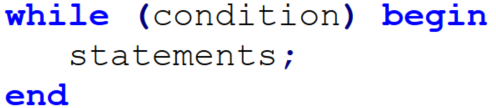 while (condition) begin
    statements;
end